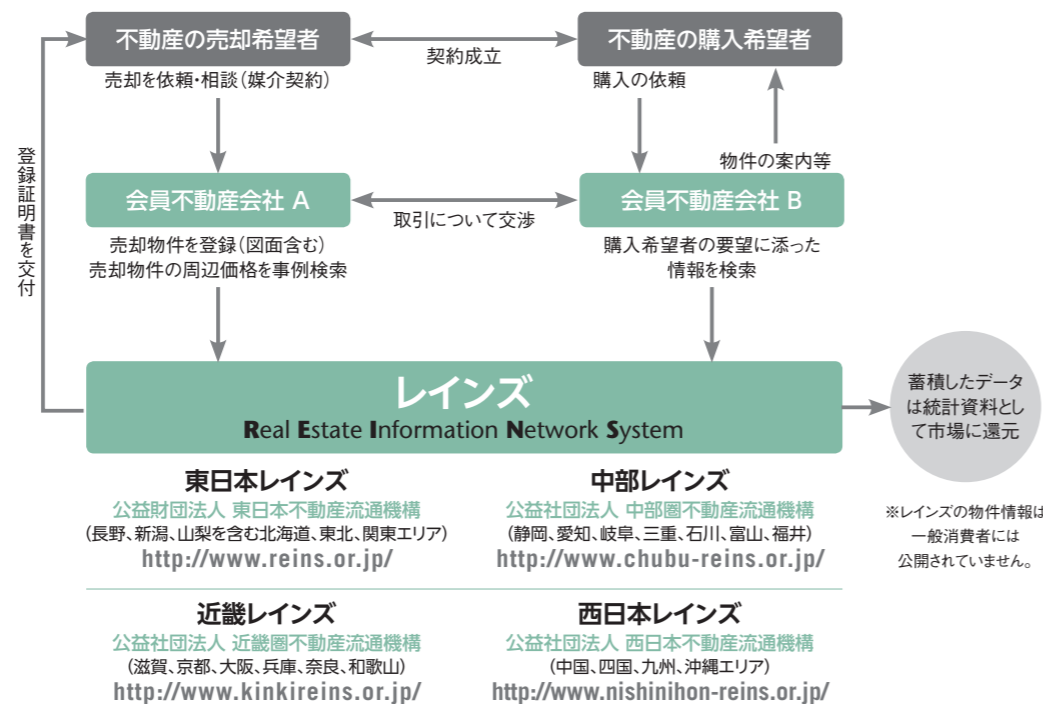 不動産の売却希望者
不動産の購入希望者
契約成立
売却を依頼・相談(媒介契約)
購入の依頼
物件の案内等
登録証明書を交付
会員不動産会社 A
会員不動産会社 B
取引について交渉
売却物件を登録(図面含む)
売却物件の周辺価格を事例検索
購入希望者の要望に添った
情報を検索
レインズ
Real Estate Information Network System
蓄積したデータ
は統計資料とし
て市場に還元
※レインズの物件情報は
一般消費者には
公開されていません。
東日本レインズ
公益財団法人 東日本不動産流通機構
(長野、新潟、山梨を含む北海道、東北、関東エリア)
http://www.reins.or.jp/
中部レインズ
公益社団法人 中部圏不動産流通機構
(静岡、愛知、岐阜、三重、石川、富山、福井)
http://www.chubu-reins.or.jp/
近畿レインズ
公益社団法人 近畿圏不動産流通機構
(滋賀、京都、大阪、兵庫、奈良、和歌山)
http://www.kinkireins.or.jp/
西日本レインズ
公益社団法人 西日本不動産流通機構
(中国、四国、九州、沖縄エリア)
http://www.nishinihon-reins.or.jp/